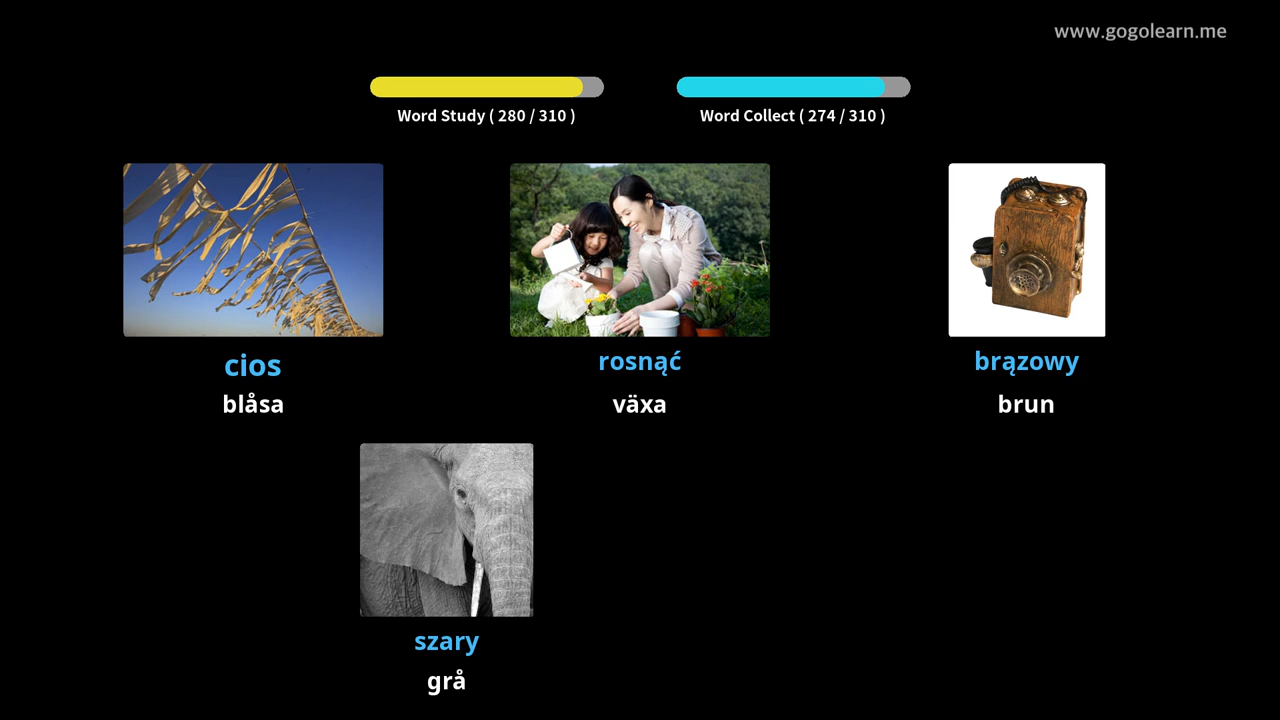 www.gogolearn.me
Word Study ( 280 / 310 )
Word Collect ( 274 / 310 )
cios
rosnąć
brązowy
blåsa
växa
brun
szary
grå